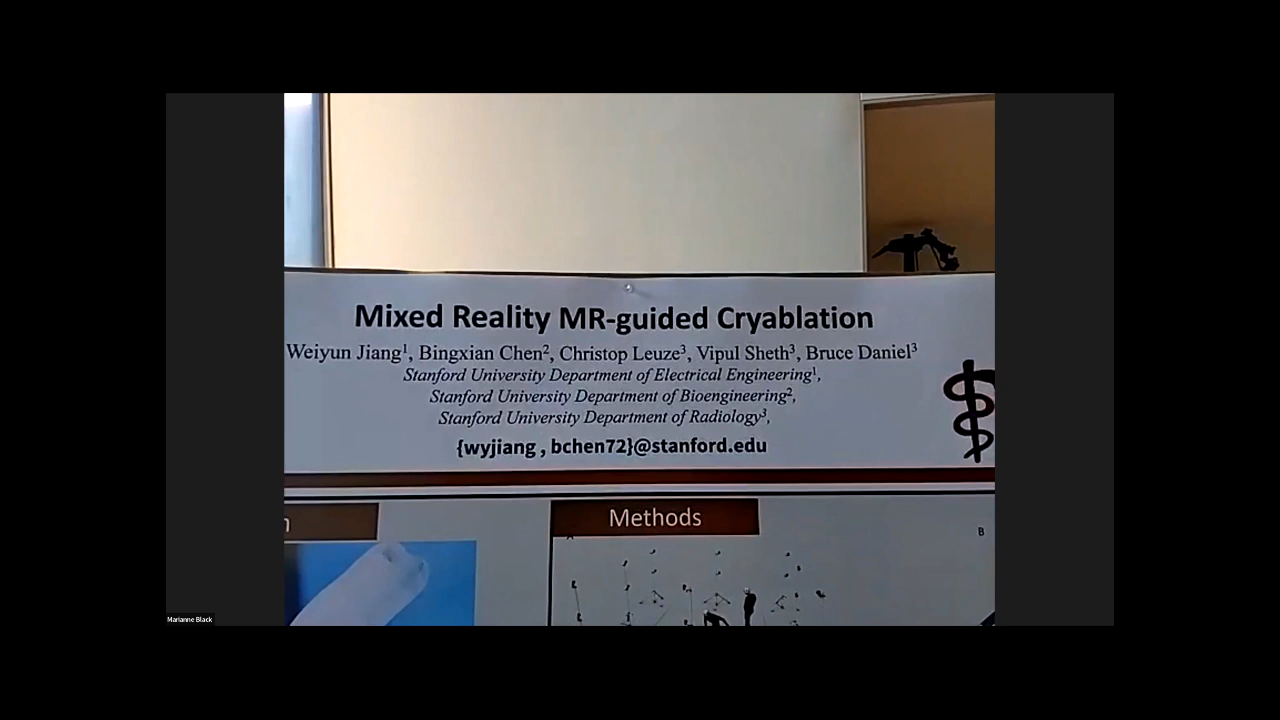 Mixed Reality MR-guided Cryablation
Weiyun Jiang¹, Bingxian Chen², Christop Leuze³, Vipul Sheth³, Bruce Daniel³
Stanford University Department of Electrical Engineering¹,
Stanford University Department of Bioengineering²,
Stanford University Department of Radiology³,
{wyjiang , bchen72}@stanford.edu
n
Methods
A
B
Marianne Black